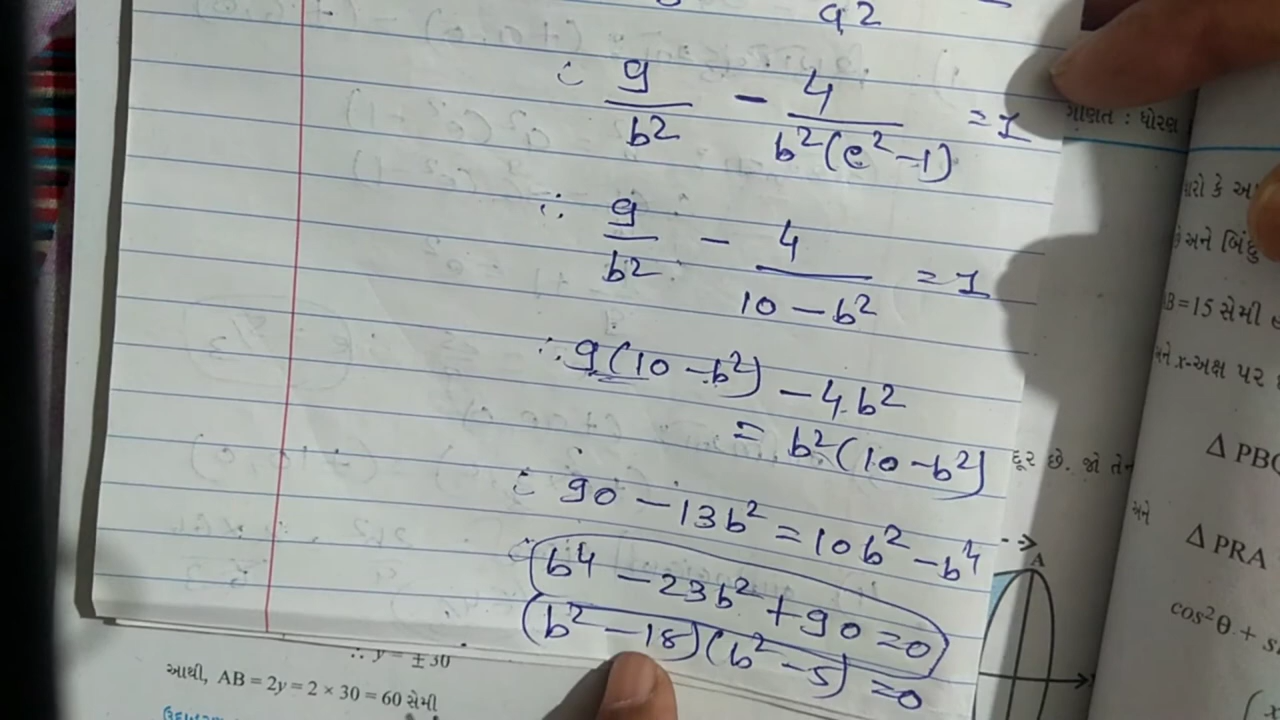 a²
∴ 9/b² - 4/b²(e²-1) = 1
∴ 9/b² - 4/10-b² = 1
∴ 9(10-b²) - 4b²
= b²(10-b²)
∴ 90 - 13b² = 10b² - b⁴
∴ b⁴ - 23b² + 90 = 0
(b² - 18)(b² - 5) = 0
∴ y = ±30
આથી, AB = 2y = 2 × 30 = 60 સેમી
ગણિત : ધોરણ
અને બિંદુ
B = 15 સેમી
અને x-અક્ષ પર
દૂર છે. જો
અને
Δ PBC
Δ PRA
A
cos²θ +